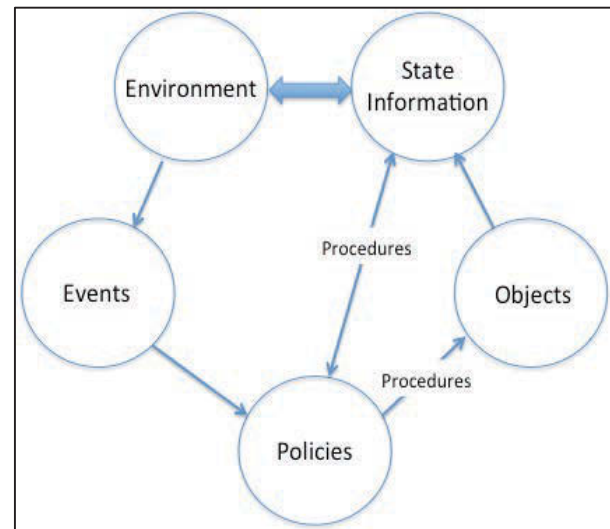 Environment
State
Information
Procedures
Events
Objects
Procedures
Policies